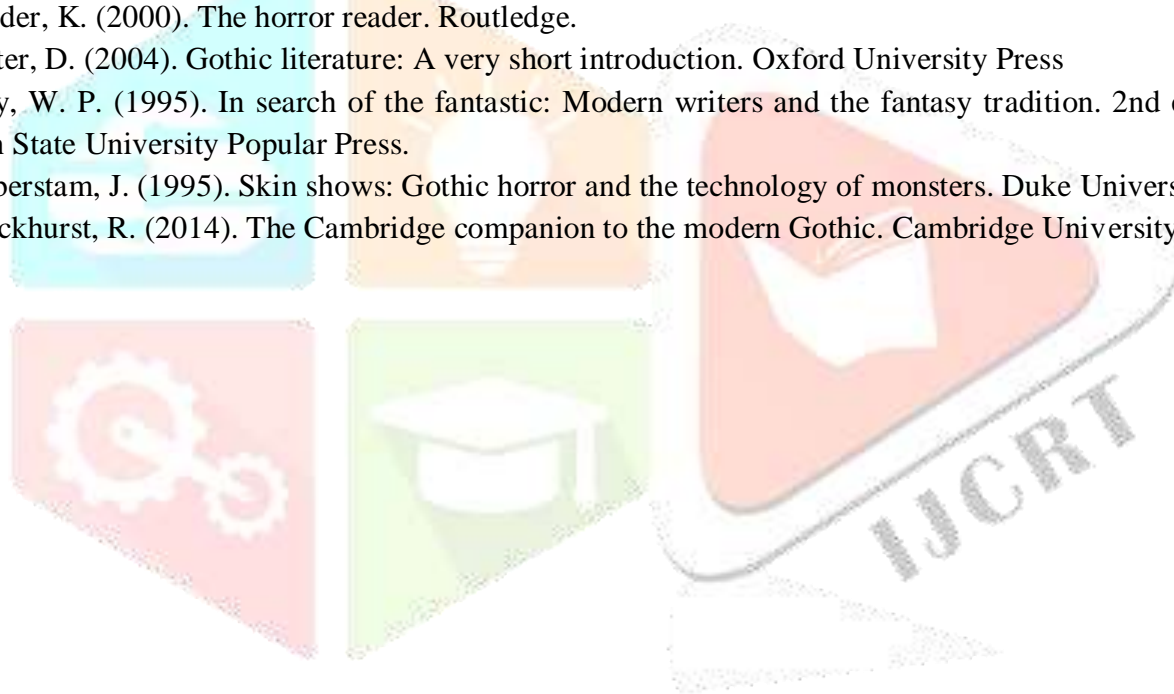 der, K. (2000). The horror reader. Routledge.
ter, D. (2004). Gothic literature: A very short introduction. Oxford University Press
y, W. P. (1995). In search of the fantastic: Modern writers and the fantasy tradition. 2nd
State University Popular Press.
berstam, J. (1995). Skin shows: Gothic horror and the technology of monsters. Duke Univers
ckhurst, R. (2014). The Cambridge companion to the modern Gothic. Cambridge University
IJCRT